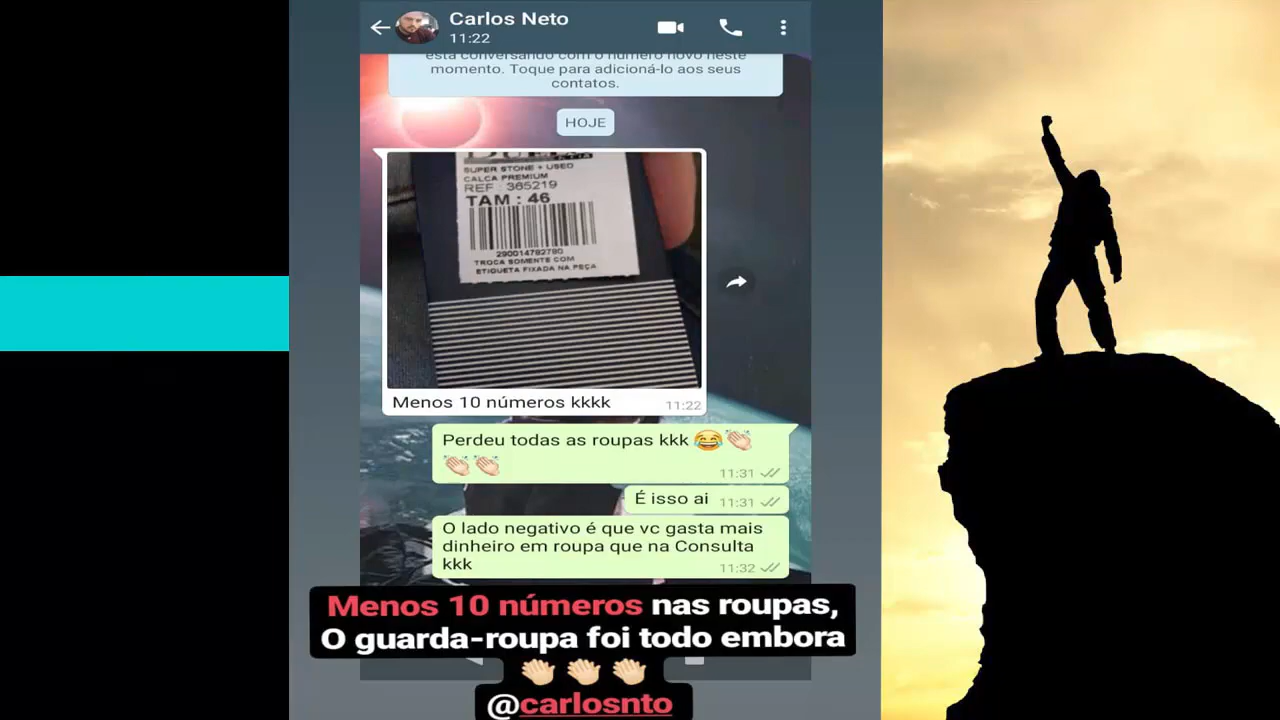 Carlos Neto
11:22
está conversando com o número novo neste
momento. Toque para adicioná-lo aos seus
contatos.
HOJE
SUPER STONE + USED
CALCA PREMIUM
REF : 365219
TAM : 46
290014782780
TROCA SOMENTE COM
ETIQUETA FIXADA NA PEÇA
Menos 10 números kkkk
11:22
Perdeu todas as roupas kkk 😂👏🏻
👏🏻👏🏻
11:31
É isso ai
11:31
O lado negativo é que vc gasta mais
dinheiro em roupa que na Consulta
kkk
11:32
Menos 10 números nas roupas,
O guarda-roupa foi todo embora
👏🏻👏🏻👏🏻
@carlosnto